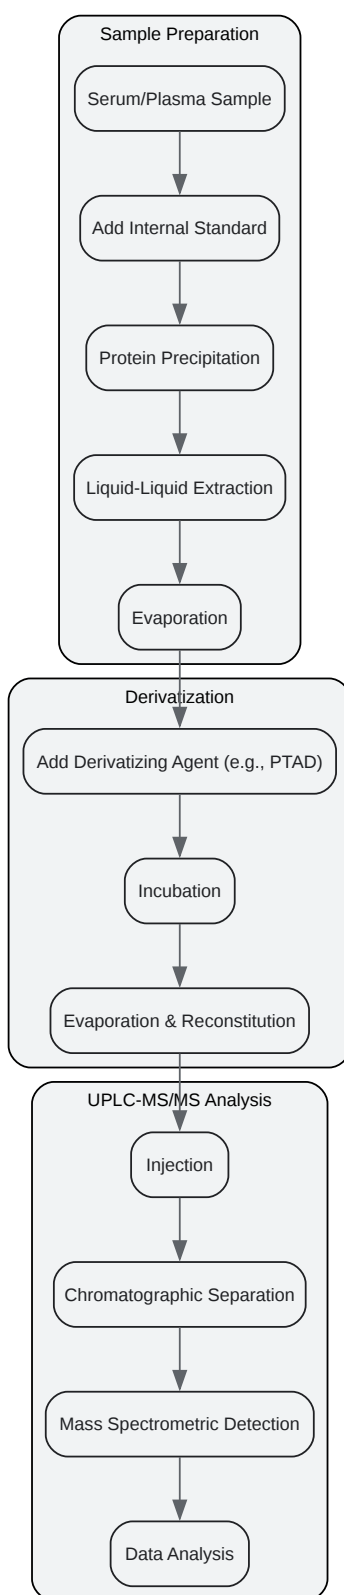 Sample Preparation
Serum/Plasma Sample
Add Internal Standard
Protein Precipitation
Liquid-Liquid Extraction
Evaporation
Derivatization
Add Derivatizing Agent (e.g., PTAD)
Incubation
Evaporation & Reconstitution
UPLC-MS/MS Analysis
Injection
Chromatographic Separation
Mass Spectrometric Detection
Data Analysis